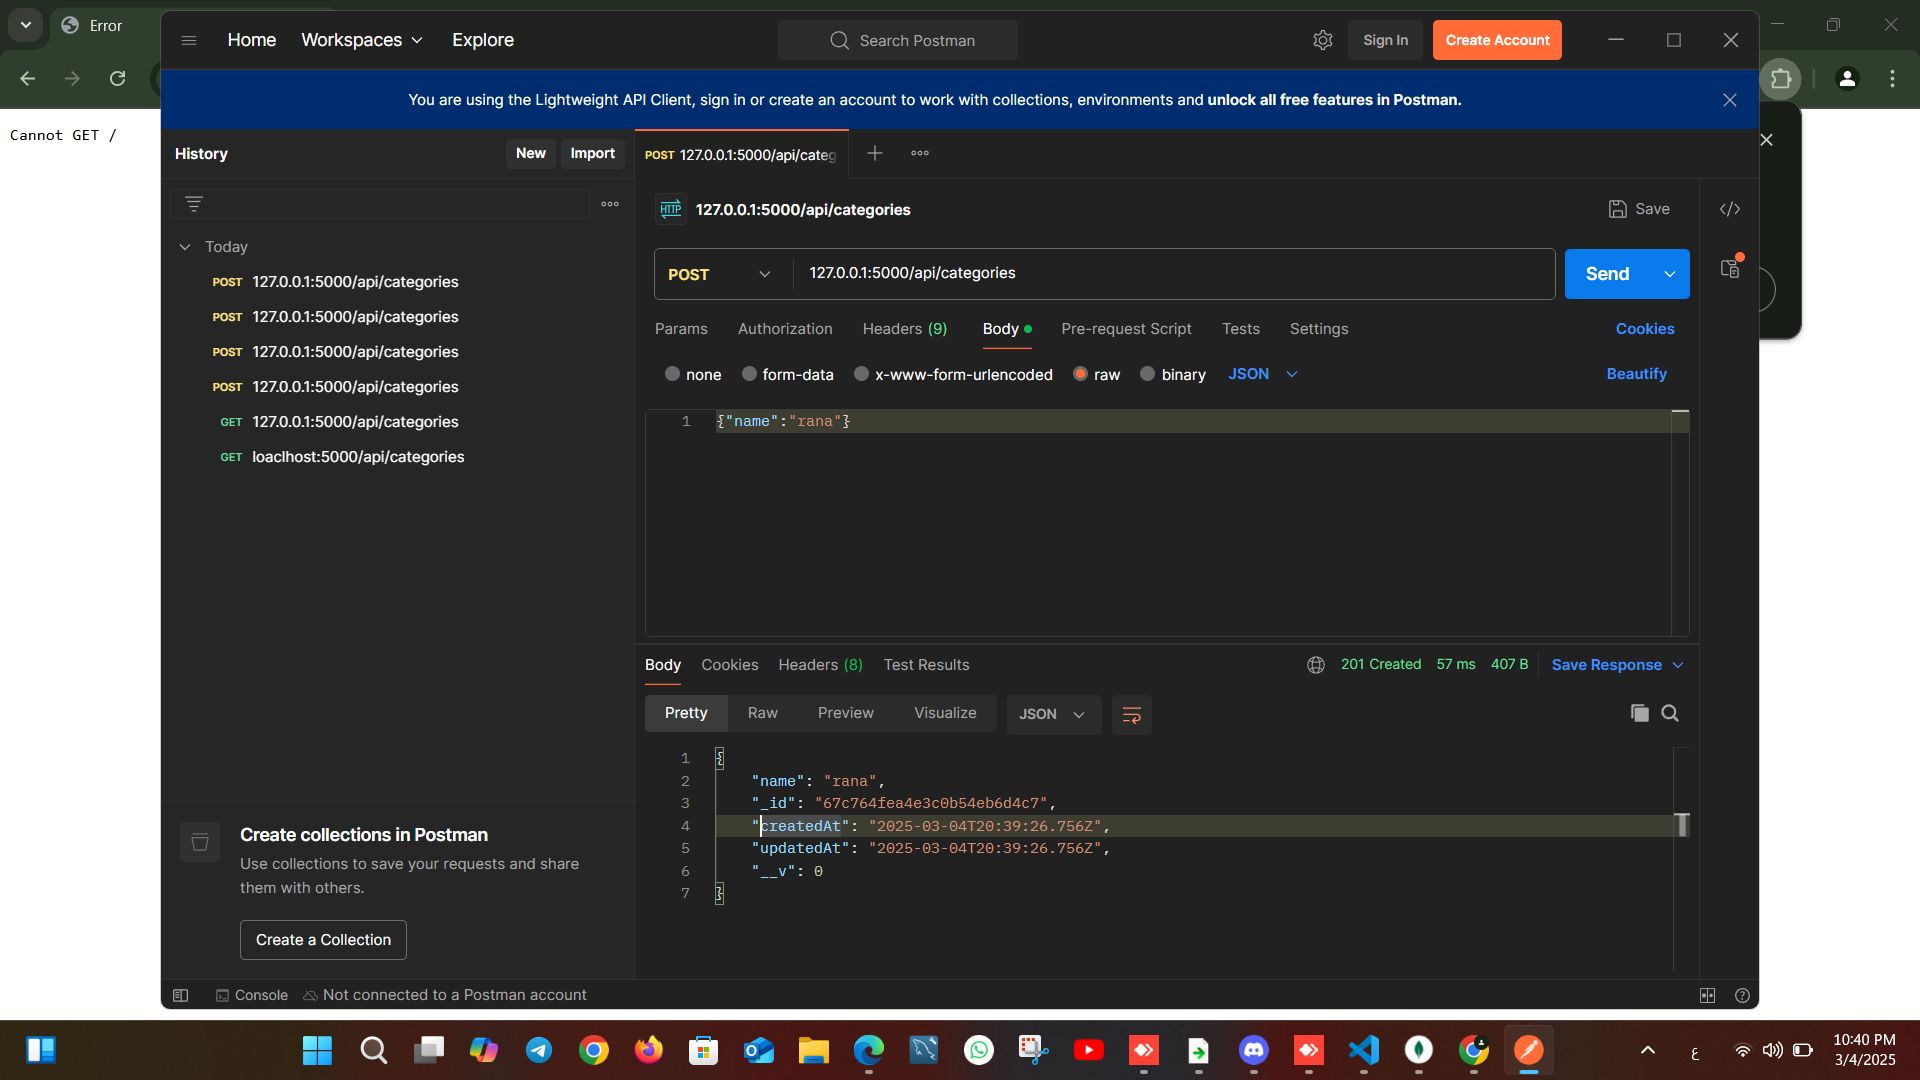 Error
Cannot GET /
Home
Workspaces
Explore
Search Postman
Sign In
Create Account
You are using the Lightweight API Client, sign in or create an account to work with collections, environments and unlock all free features in Postman.
History
New
Import
POST 127.0.0.1:5000/api/categ
HTTP 127.0.0.1:5000/api/categories
Save
Today
POST 127.0.0.1:5000/api/categories
POST 127.0.0.1:5000/api/categories
POST 127.0.0.1:5000/api/categories
POST 127.0.0.1:5000/api/categories
GET 127.0.0.1:5000/api/categories
GET loaclhost:5000/api/categories
POST
127.0.0.1:5000/api/categories
Send
Params
Authorization
Headers (9)
Body
Pre-request Script
Tests
Settings
Cookies
none
form-data
x-www-form-urlencoded
raw
binary
JSON
Beautify
1 {"name":"rana"}
Body
Cookies
Headers (8)
Test Results
201 Created
57 ms
407 B
Save Response
Pretty
Raw
Preview
Visualize
JSON
1 {
2 "name": "rana",
3 "_id": "67c764fea4e3c0b54eb6d4c7",
4 "createdAt": "2025-03-04T20:39:26.756Z",
5 "updatedAt": "2025-03-04T20:39:26.756Z",
6 "__v": 0
7 }
Create collections in Postman
Use collections to save your requests and share
them with others.
Create a Collection
Console
Not connected to a Postman account
ع
10:40 PM
3/4/2025